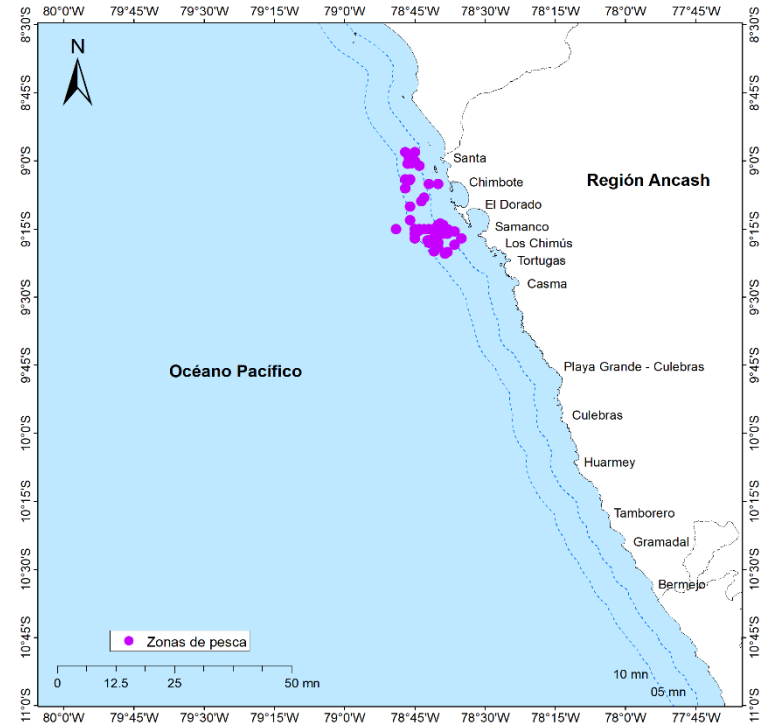 80°0'W 79°45'W 79°30'W 79°15'W 79°0'W 78°45'W 78°30'W 78°15'W 78°0'W 77°45'W
8°30'S 8°30'S
N
8°45'S 8°45'S
9°0'S 9°0'S
Santa
Chimbote
Región Ancash
El Dorado
9°15'S 9°15'S
Samanco
Los Chimús
Tortugas
Casma
9°30'S 9°30'S
9°45'S 9°45'S
Playa Grande - Culebras
Océano Pacífico
Culebras
10°0'S 10°0'S
Huarmey
10°15'S 10°15'S
Tamborero
Gramadal
10°30'S 10°30'S
Bermejo
Zonas de pesca
10°45'S 10°45'S
10 mn
0 12.5 25 50 mn
05 mn
11°0'S 11°0'S
80°0'W 79°45'W 79°30'W 79°15'W 79°0'W 78°45'W 78°30'W 78°15'W 78°0'W 77°45'W